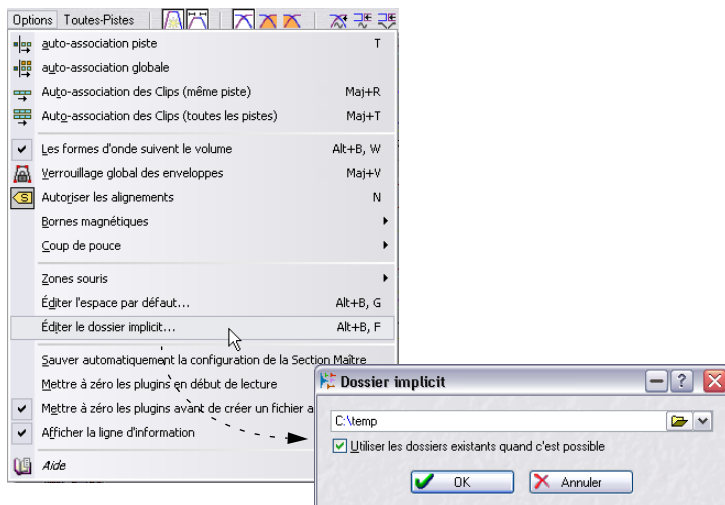 Options Toutes-Pistes
auto-association piste T
auto-association globale
Auto-association des Clips (même piste) Maj+R
Auto-association des Clips (toutes les pistes) Maj+T
Les formes d'onde suivent le volume Alt+B, W
Verrouillage global des enveloppes Maj+V
S Autoriser les alignements N
Bornes magnétiques
Coup de pouce
Zones souris
Éditer l'espace par défaut... Alt+B, G
Éditer le dossier implicit... Alt+B, F
Sauver automatiquement la configuration de la Section Maître
Mettre à zéro les plugins en début de lecture
Mettre à zéro les plugins avant de créer un fichier a
Afficher la ligne d'information
Aide
Dossier implicit
C:\temp
Utiliser les dossiers existants quand c'est possible
OK Annuler